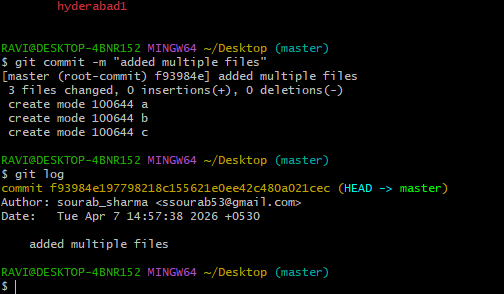 hyderabad1
RAVI@DESKTOP-4BNR152 MINGW64 ~/Desktop (master)
$ git commit -m "added multiple files"
[master (root-commit) f93984e] added multiple files
3 files changed, 0 insertions(+), 0 deletions(-)
create mode 100644 a
create mode 100644 b
create mode 100644 c
RAVI@DESKTOP-4BNR152 MINGW64 ~/Desktop (master)
$ git log
commit f93984e197798218c155621e0ee42c480a021cec (HEAD -> master)
Author: sourab_sharma <ssourab53@gmail.com>
Date:   Tue Apr 7 14:57:38 2026 +0530
added multiple files
RAVI@DESKTOP-4BNR152 MINGW64 ~/Desktop (master)
$